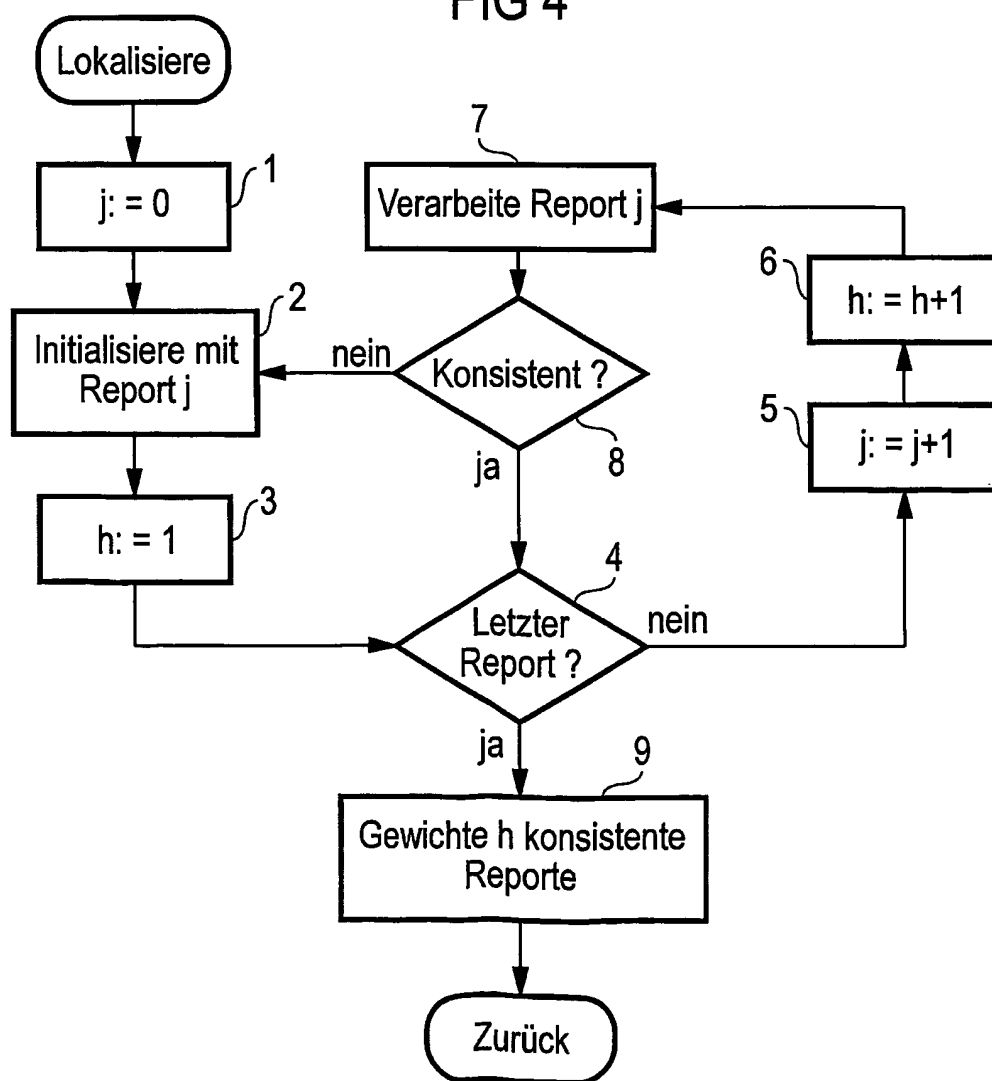 FIG 4
Lokalisiere
1
j: = 0
2
Initialisiere mit
Report j
3
h: = 1
7
Verarbeite Report j
nein
Konsistent ?
8
ja
6
h: = h+1
5
j: = j+1
4
Letzter
Report ?
nein
ja
9
Gewichte h konsistente
Reporte
Zurück